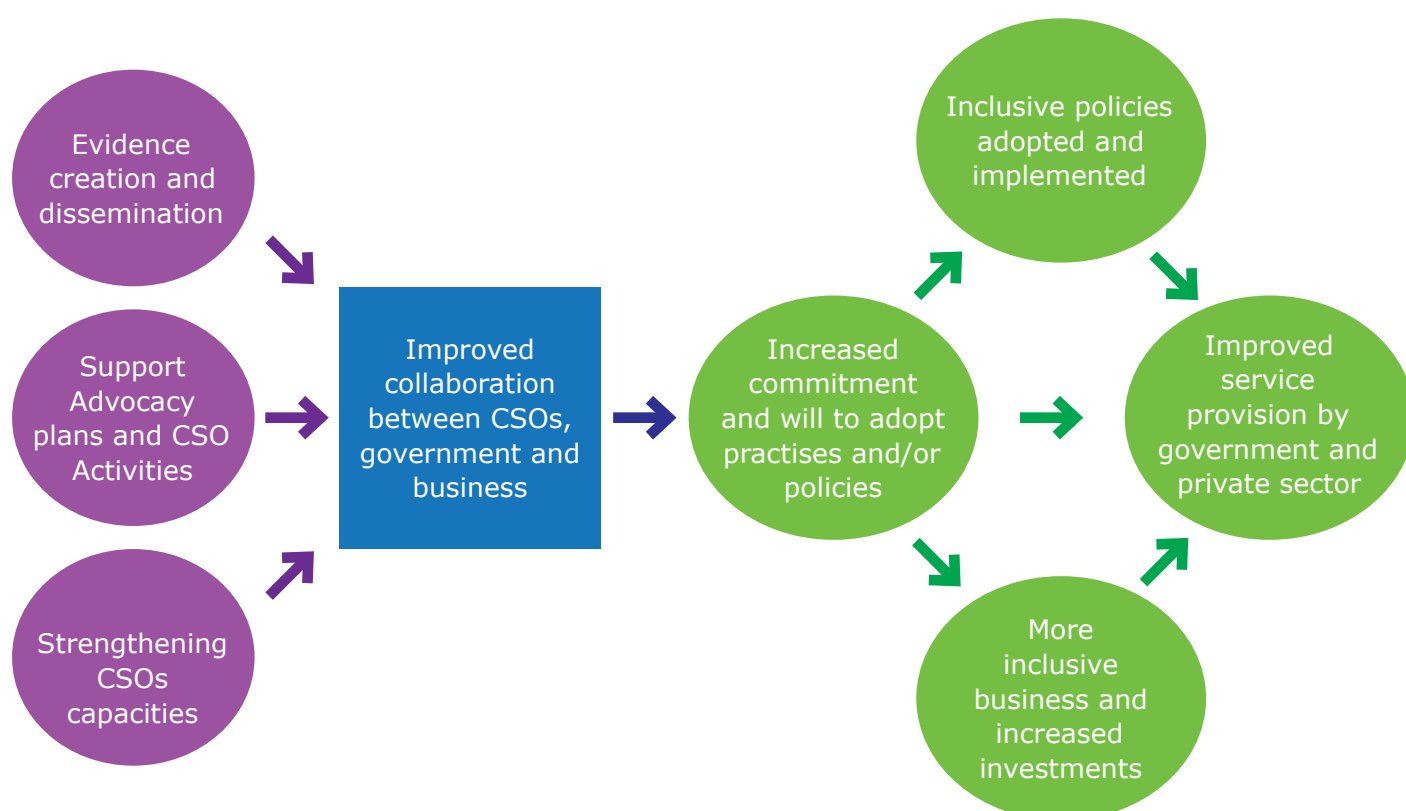 Evidence
creation and
dissemination
Support
Advocacy
plans and CSO
Activities
Strengthening
CSOs
capacities
Improved
collaboration
between CSOs,
government and
business
Increased
commitment
and will to adopt
practises and/or
policies
Inclusive policies
adopted and
implemented
More
inclusive
business and
increased
investments
Improved
service
provision by
government and
private sector